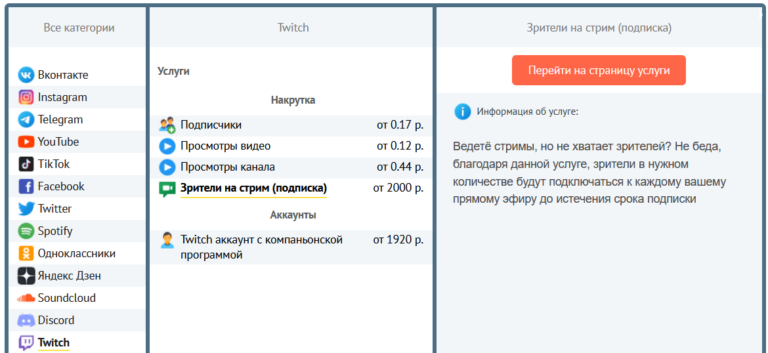 Все категории
Вконтакте
Instagram
Telegram
YouTube
TikTok
Facebook
Twitter
Spotify
Одноклассники
Яндекс Дзен
Soundcloud
Discord
Twitch
Twitch
Услуги
Накрутка
Подписчики от 0.17 р.
Просмотры видео от 0.12 р.
Просмотры канала от 0.44 р.
Зрители на стрим (подписка) от 2000 р.
Аккаунты
Twitch аккаунт с компаньонской от 1920 р.
программой
Зрители на стрим (подписка)
Перейти на страницу услуги
Информация об услуге:
Ведетё стримы, но не хватает зрителей? Не беда,
благодаря данной услуге, зрители в нужном
количестве будут подключаться к каждому вашему
прямому эфиру до истечения срока подписки